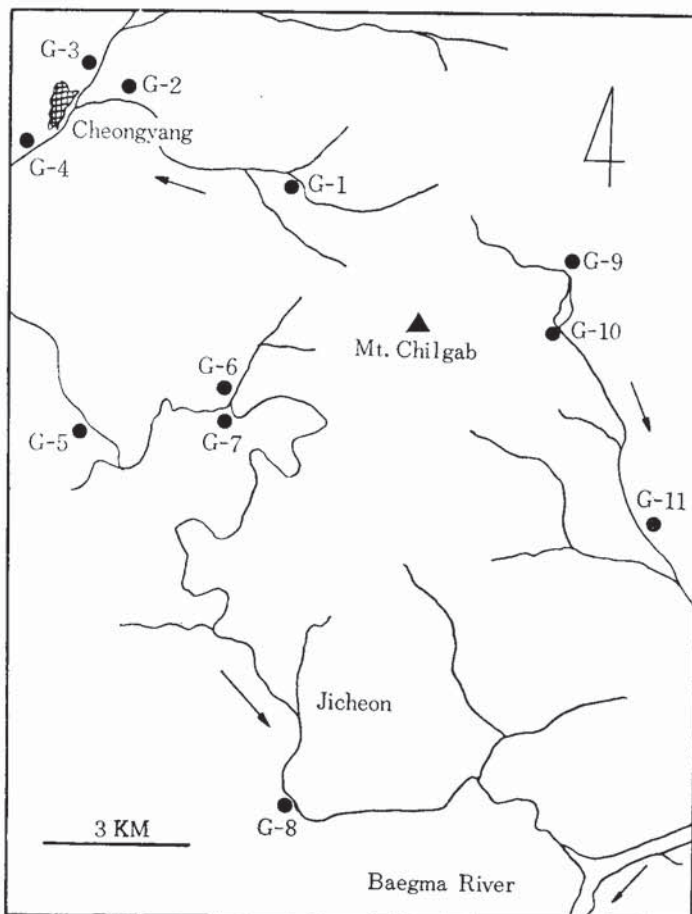 G-3
G-2
Cheongyang
G-4
G-1
G-9
G-10
Mt. Chilgab
G-6
G-7
G-5
G-11
Jicheon
3 KM
G-8
Baegma River